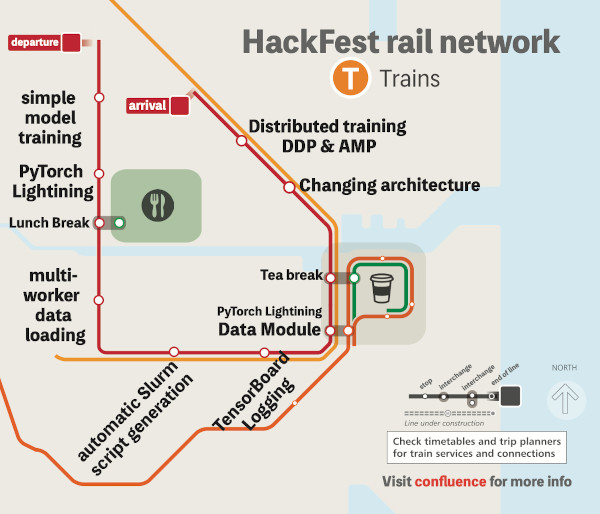 HackFest rail network
T Trains
departure
arrival
simple
model
training
PyTorch
Lightining
Lunch Break
multi-
worker
data
loading
automatic Slurm
script generation
TensorBoard
Logging
PyTorch Lightining
Data Module
Tea break
Changing architecture
Distributed training
DDP & AMP
NORTH
stop
interchange
interchange
end of line
Line under construction
Check timetables and trip planners
for train services and connections
Visit confluence for more info